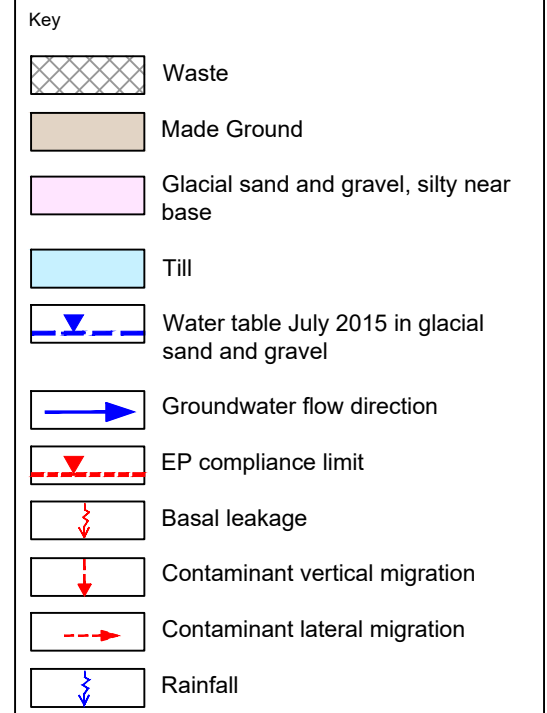 Key
Waste
Made Ground
Glacial sand and gravel, silty near
base
Till
Water table July 2015 in glacial
sand and gravel
Groundwater flow direction
EP compliance limit
Basal leakage
Contaminant vertical migration
Contaminant lateral migration
Rainfall